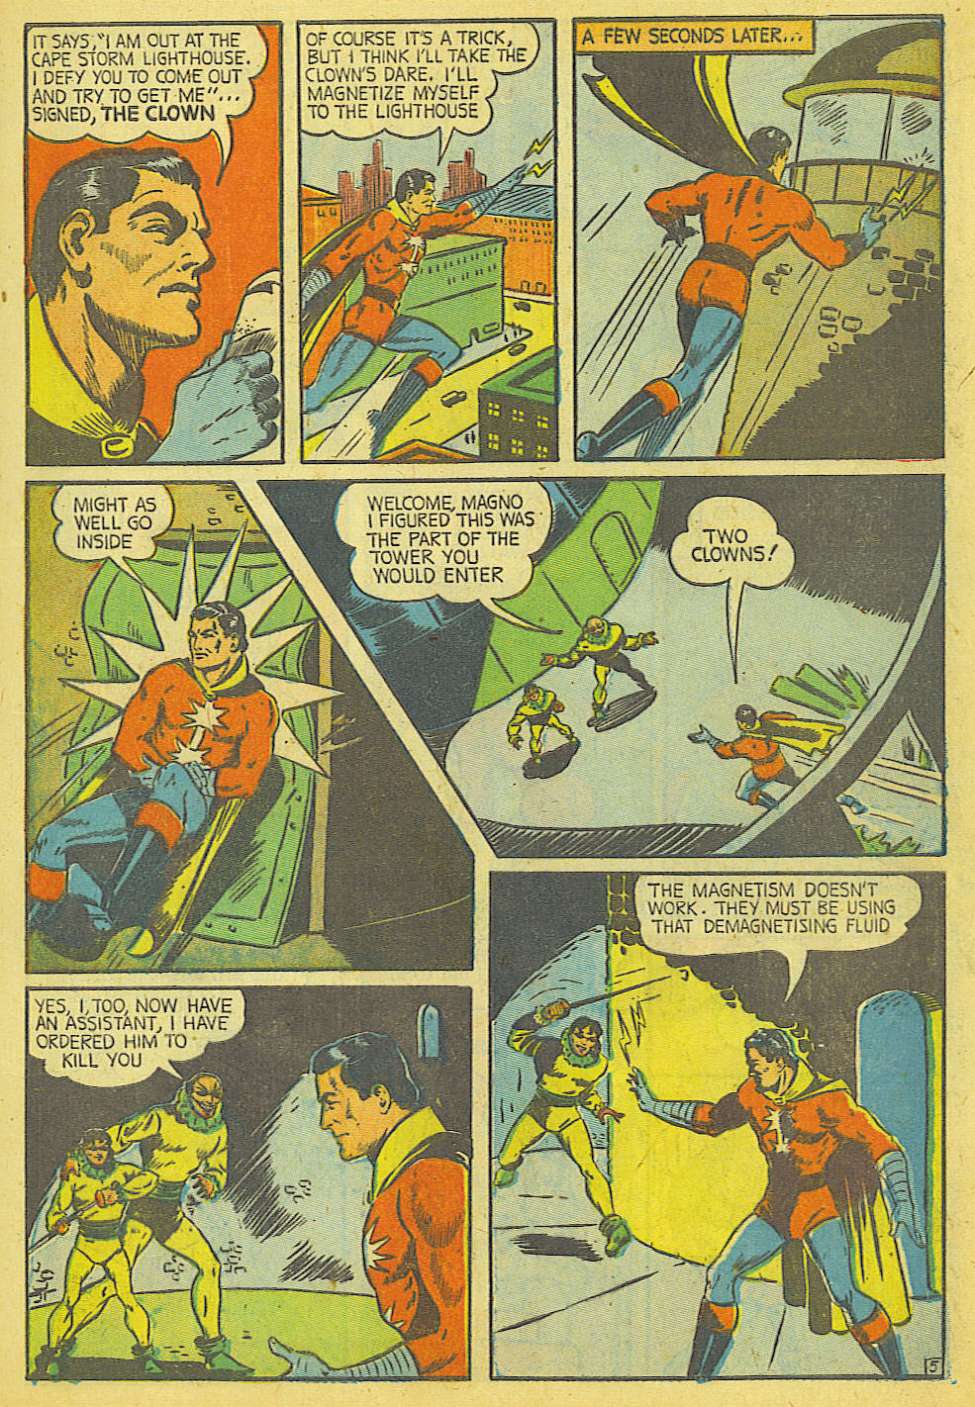 IT SAYS, "I AM OUT AT THE
CAPE STORM LIGHTHOUSE.
I DEFY YOU TO COME OUT
AND TRY TO GET ME"...
SIGNED, THE CLOWN
OF COURSE IT'S A TRICK,
BUT I THINK I'LL TAKE THE
CLOWN'S DARE. I'LL
MAGNETIZE MYSELF
TO THE LIGHTHOUSE
A FEW SECONDS LATER...
MIGHT AS
WELL GO
INSIDE
WELCOME, MAGNO
I FIGURED THIS WAS
THE PART OF THE
TOWER YOU
WOULD ENTER
TWO
CLOWNS!
YES, I, TOO, NOW HAVE
AN ASSISTANT, I HAVE
ORDERED HIM TO
KILL YOU
THE MAGNETISM DOESN'T
WORK. THEY MUST BE USING
THAT DEMAGNETISING FLUID
5